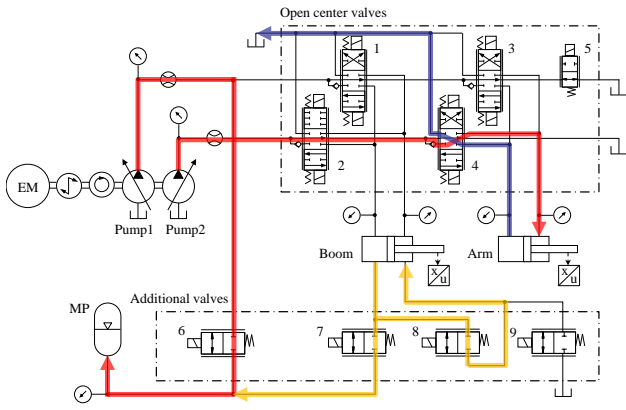 Open center valves
1
3
5
2
4
EM
Pump1
Pump2
Boom
Arm
x
u
x
u
Additional valves
MP
6
7
8
9